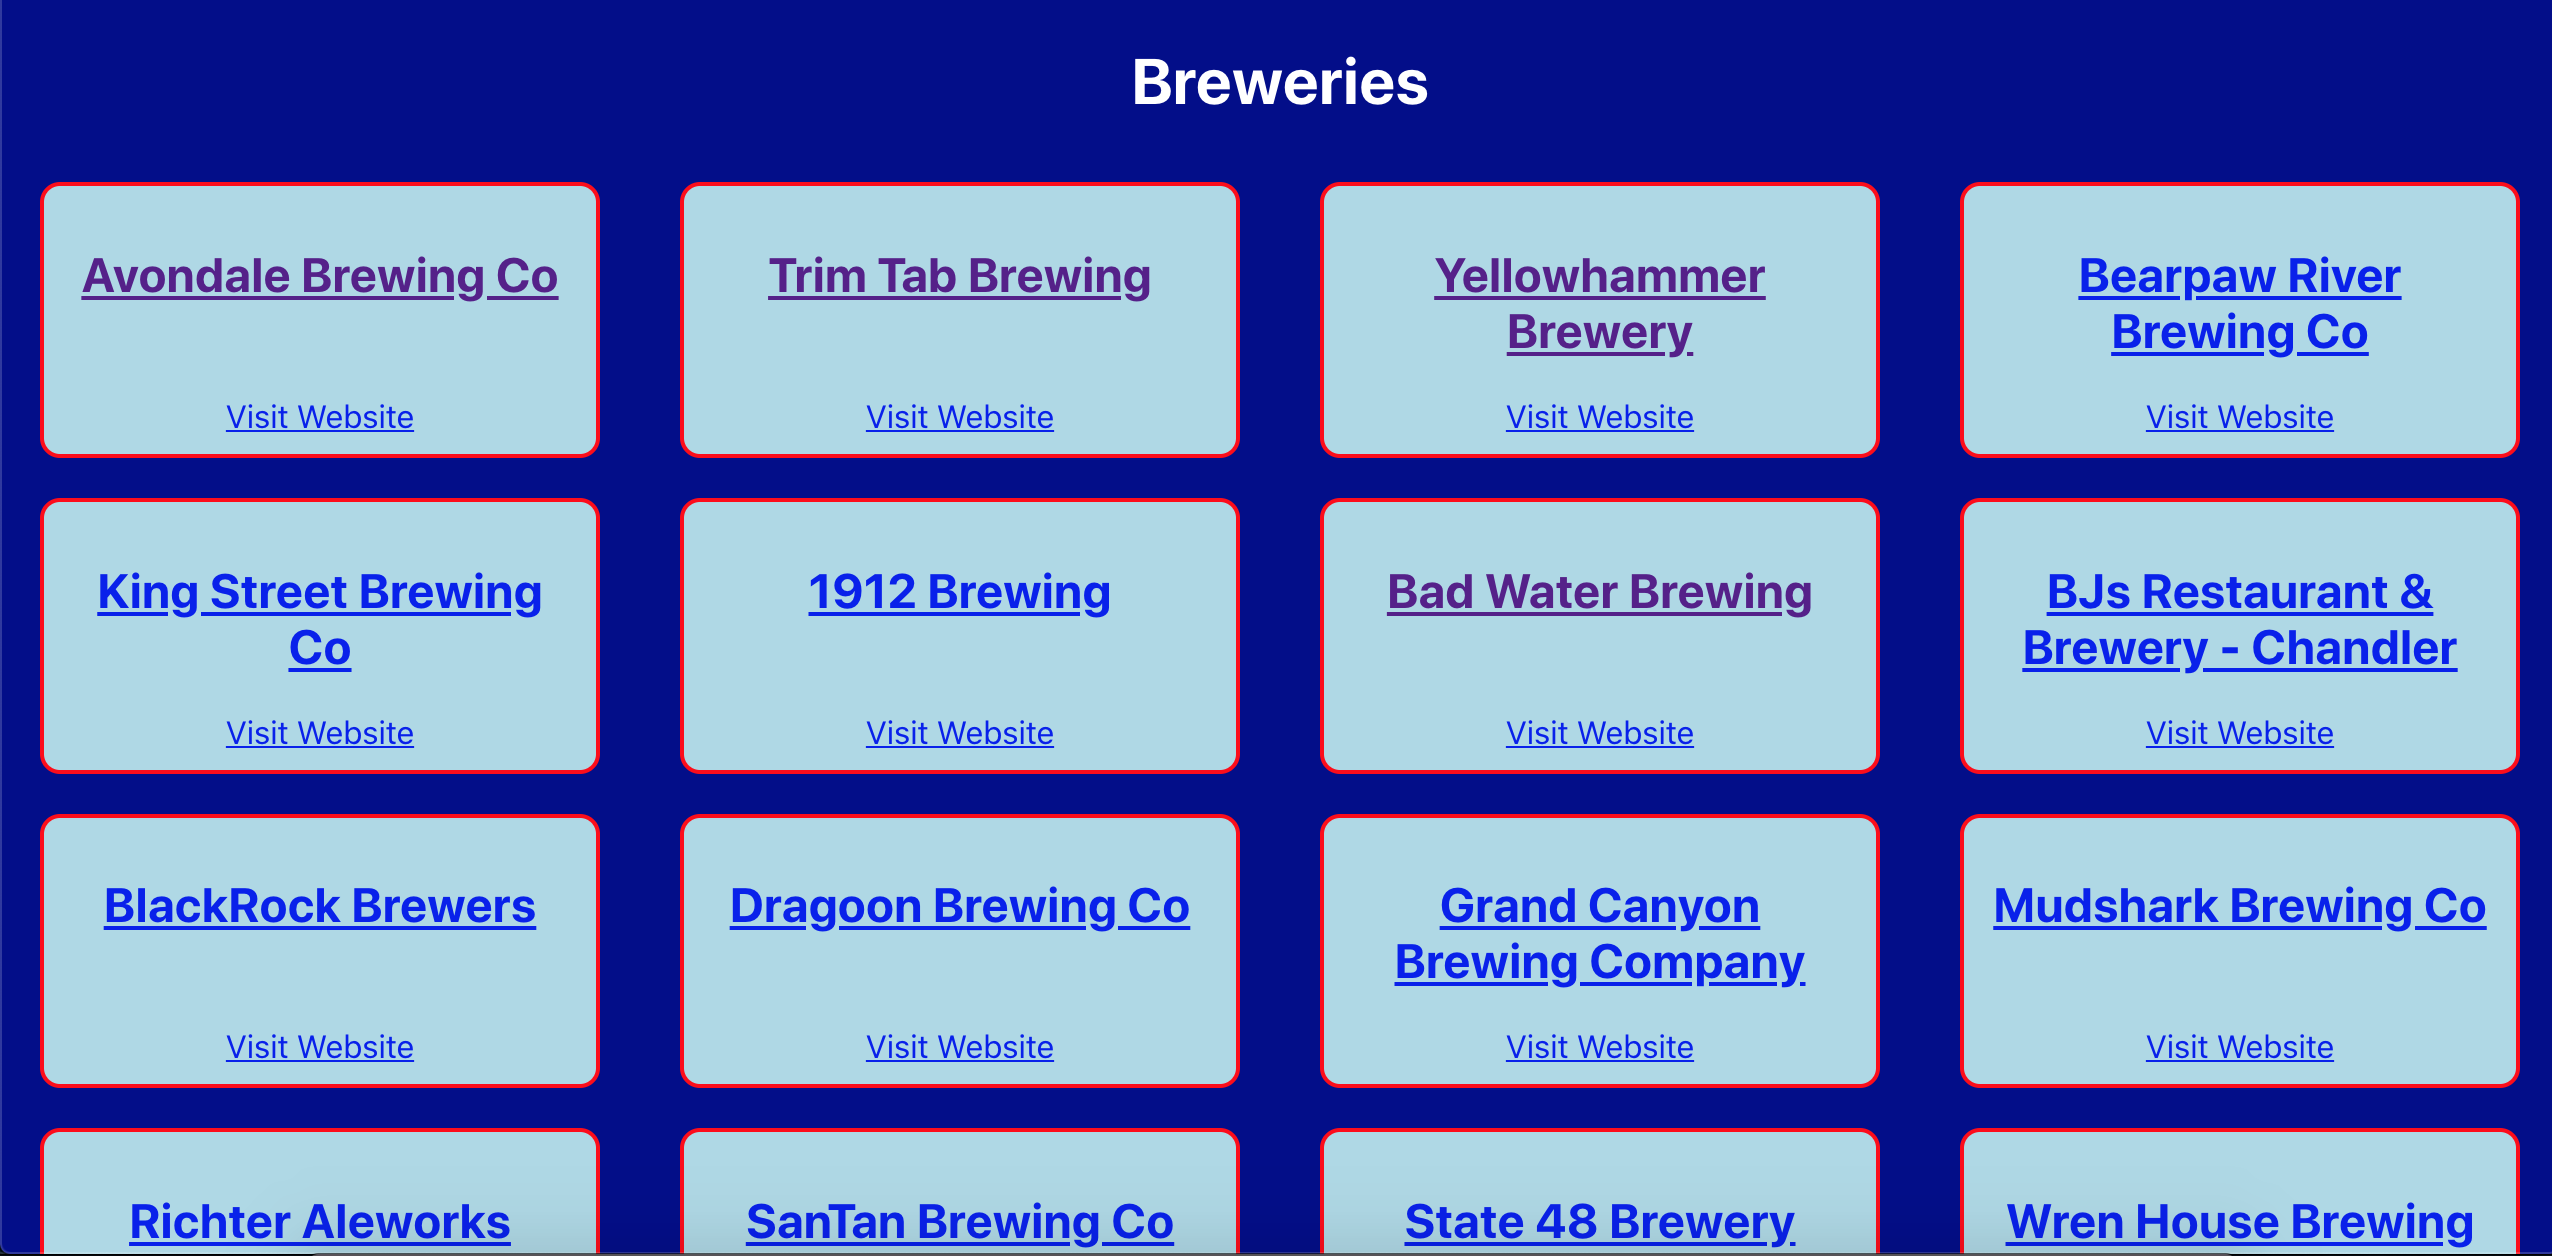 Breweries
Avondale Brewing Co
Visit Website
Trim Tab Brewing
Visit Website
Yellowhammer
Brewery
Visit Website
Bearpaw River
Brewing Co
Visit Website
King Street Brewing
Co
Visit Website
1912 Brewing
Visit Website
Bad Water Brewing
Visit Website
BJs Restaurant &
Brewery - Chandler
Visit Website
BlackRock Brewers
Visit Website
Dragoon Brewing Co
Visit Website
Grand Canyon
Brewing Company
Visit Website
Mudshark Brewing Co
Visit Website
Richter Aleworks
SanTan Brewing Co
State 48 Brewery
Wren House Brewing